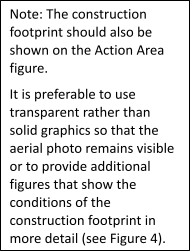 Note: The construction
footprint should also be
shown on the Action Area
figure.
It is preferable to use
transparent rather than
solid graphics so that the
aerial photo remains visible
or to provide additional
figures that show the
conditions of the
construction footprint in
more detail (see Figure 4).